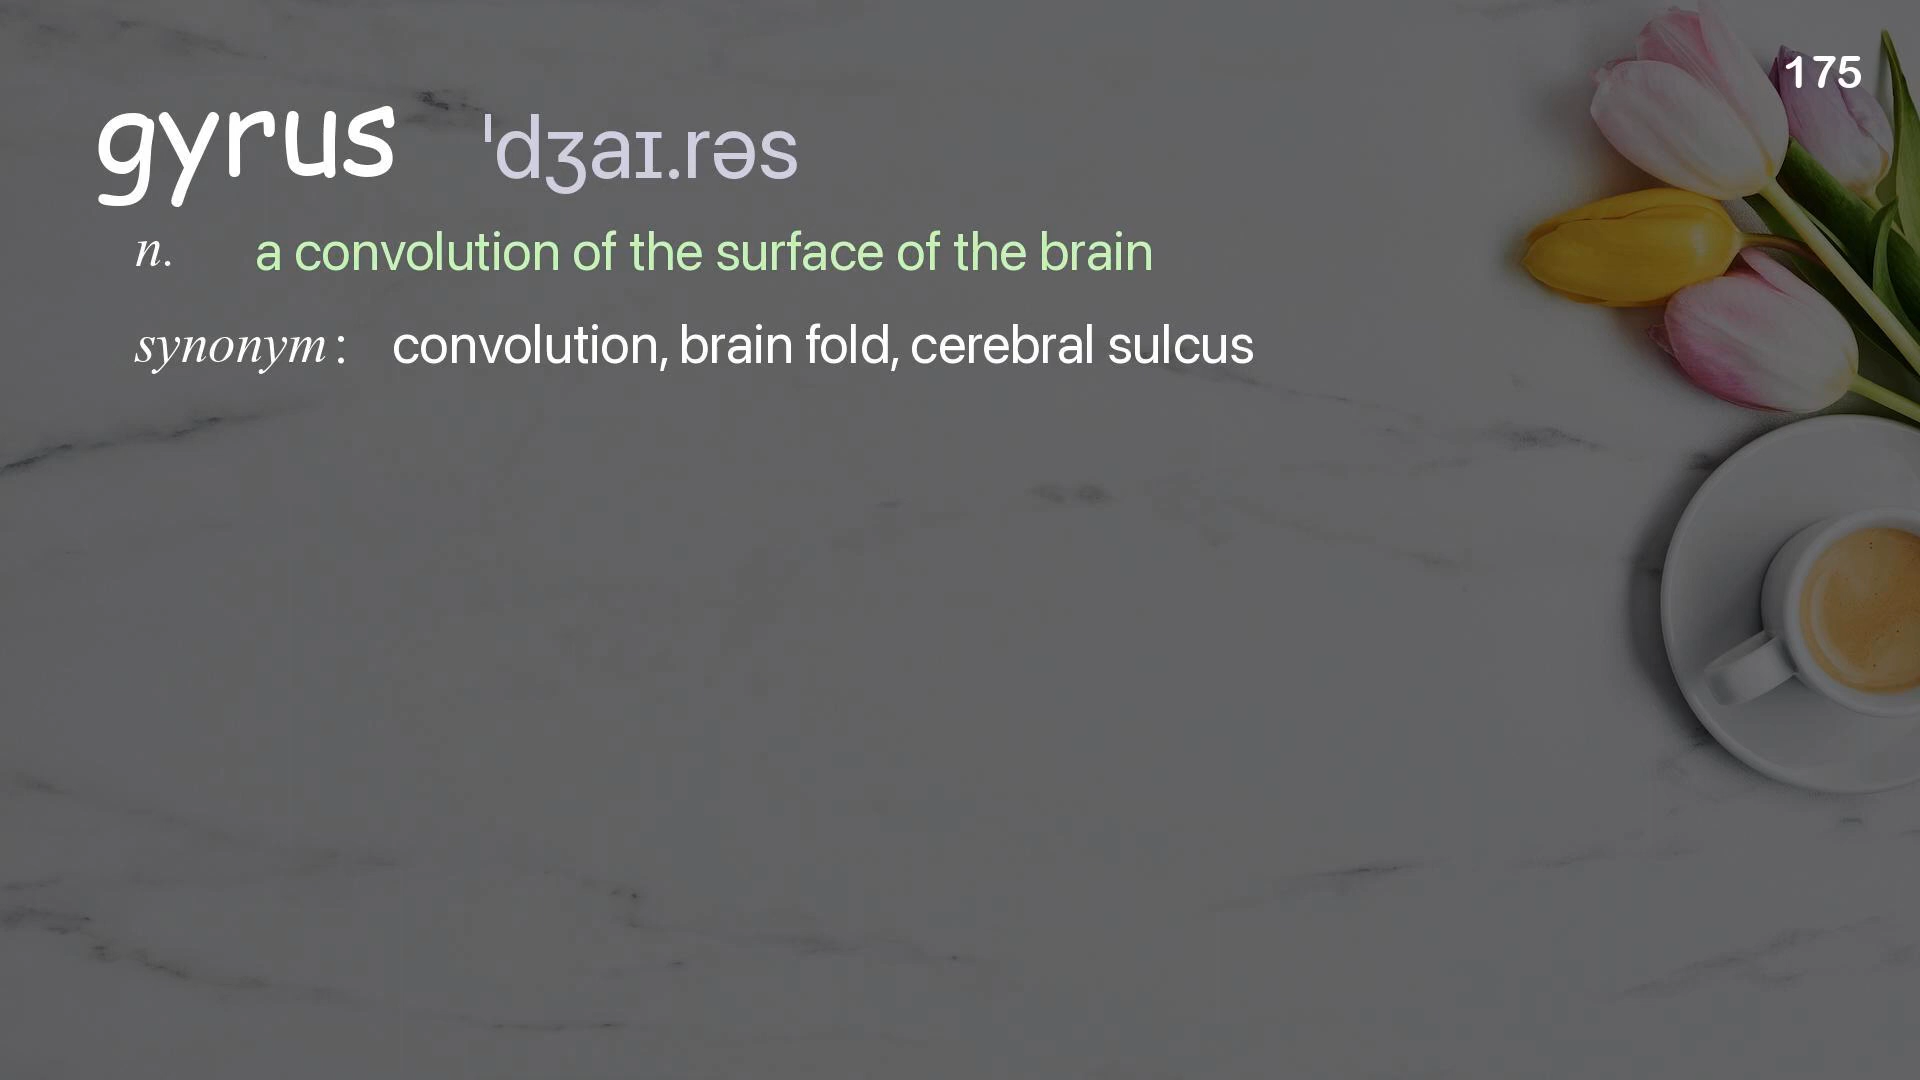 175
gyrus ˈdʒaɪ.rəs
n. a convolution of the surface of the brain
synonym: convolution, brain fold, cerebral sulcus